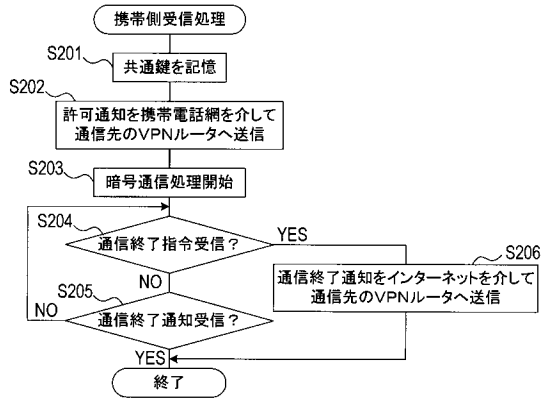 携帯側受信処理
S201
共通鍵を記憶
S202
許可通知を携帯電話網を介して
通信先のVPNルータへ送信
S203
暗号通信処理開始
S204
通信終了指令受信？
YES
S206
通信終了通知をインターネットを介して
通信先のVPNルータへ送信
NO
S205
通信終了通知受信？
NO
YES
終了